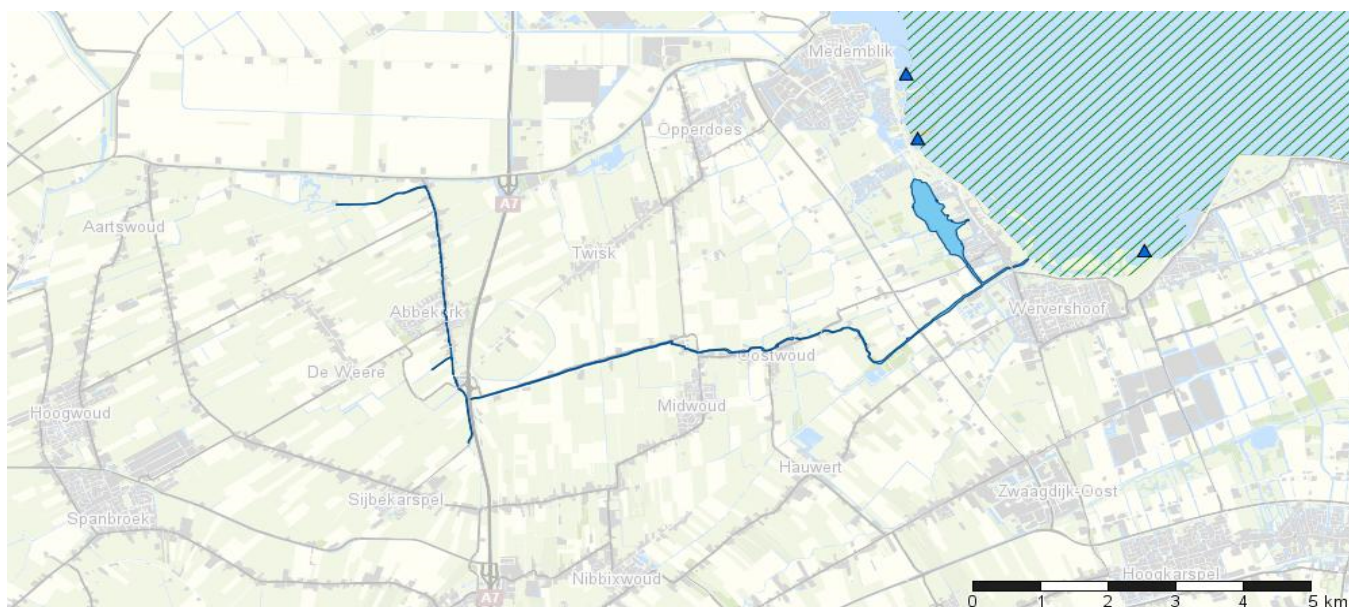 Medemblik
Opperdoes
A7
Aartswoud
Twisk
Abbekerk
Wervershoof
De Weere
Oostwoud
Hoogwoud
Midwoud
Hauwert
Zwaagdijk-Oost
Sijbekarspel
Spanbroek
Nibbixwoud
Hoogkarspel
A7
0 1 2 3 4 5 km